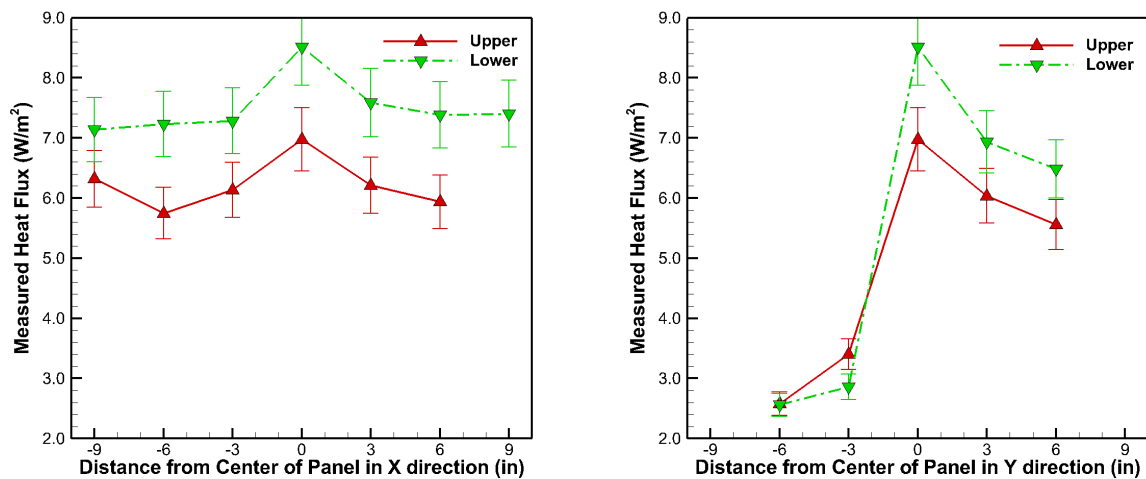 9.0
8.0
7.0
6.0
5.0
4.0
3.0
2.0
Measured Heat Flux (W/m²)
Upper
Lower
-9 -6 -3 0 3 6 9
Distance from Center of Panel in X direction (in)
9.0
8.0
7.0
6.0
5.0
4.0
3.0
2.0
Measured Heat Flux (W/m²)
Upper
Lower
-9 -6 -3 0 3 6 9
Distance from Center of Panel in Y direction (in)